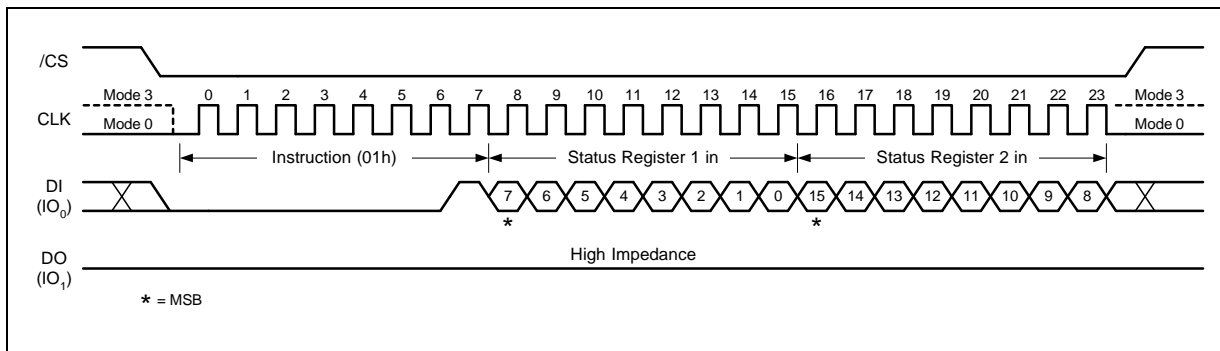 /CS
Mode 3 0 1 2 3 4 5 6 7 8 9 10 11 12 13 14 15 16 17 18 19 20 21 22 23 Mode 3
CLK
Mode 0 Mode 0
Instruction (01h) Status Register 1 in Status Register 2 in
DI
(IO0) 7 6 5 4 3 2 1 0 15 14 13 12 11 10 9 8
* *
DO High Impedance
(IO1)
* = MSB